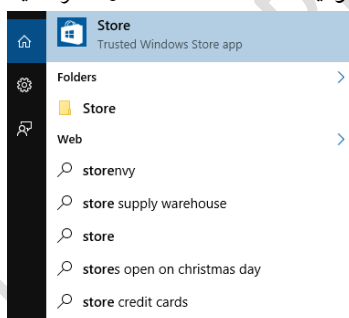 Store
Trusted Windows Store app
Folders
Store
Web
storenvy
store supply warehouse
store
stores open on christmas day
store credit cards